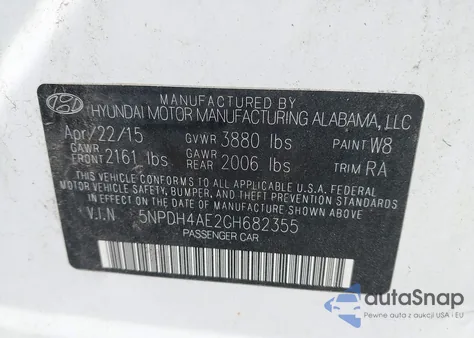 MANUFACTURED BY
HYUNDAI MOTOR MANUFACTURING ALABAMA, LLC
Apr/22/15 GVWR 3880 lbs PAINT W8
GAWR FRONT 2161 lbs GAWR REAR 2006 lbs TRIM RA
THIS VEHICLE CONFORMS TO ALL APPLICABLE U.S.A. FEDERAL
MOTOR VEHICLE SAFETY, BUMPER, AND THEFT PREVENTION STANDARDS
IN EFFECT ON THE DATE OF MANUFACTURE SHOWN ABOVE.
V.I.N 5NPDH4AE2GH682355
PASSENGER CAR
autoSnap
Pewne auta z aukcji USA i EU